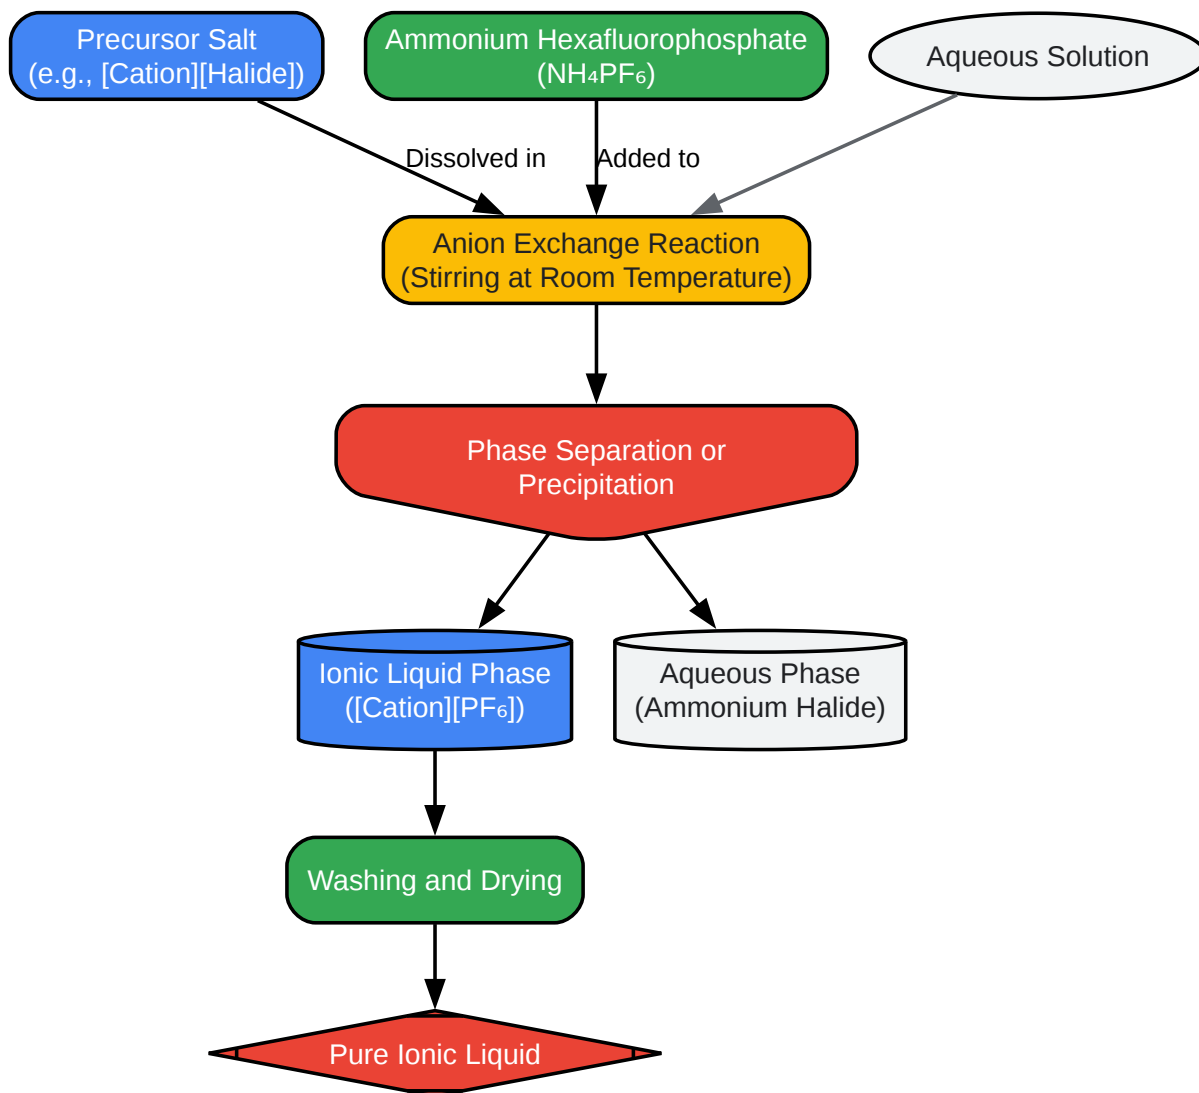 Precursor Salt
(e.g., [Cation][Halide])
Ammonium Hexafluorophosphate
(NH₄PF₆)
Aqueous Solution
Dissolved in
Added to
Anion Exchange Reaction
(Stirring at Room Temperature)
Phase Separation or
Precipitation
Ionic Liquid Phase
([Cation][PF₆])
Aqueous Phase
(Ammonium Halide)
Washing and Drying
Pure Ionic Liquid